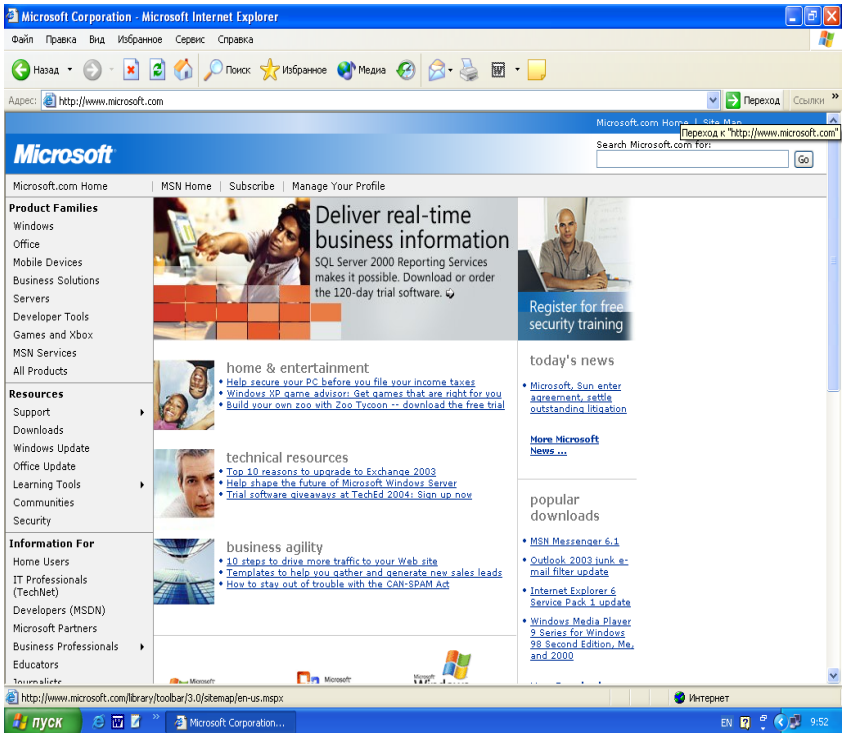 Microsoft Corporation - Microsoft Internet Explorer
Файл Правка Вид Избранное Сервис Справка
Назад Поиск Избранное Медиа
Адрес: http://www.microsoft.com Переход Ссылки »
Microsoft.com Home | Site Map
Переход к "http://www.microsoft.com"
Microsoft
Search Microsoft.com for:
Go
Microsoft.com Home | MSN Home | Subscribe | Manage Your Profile
Product Families
Windows
Office
Mobile Devices
Business Solutions
Servers
Developer Tools
Games and Xbox
MSN Services
All Products
Resources
Support
Downloads
Windows Update
Office Update
Learning Tools
Communities
Security
Information For
Home Users
IT Professionals
(TechNet)
Developers (MSDN)
Microsoft Partners
Business Professionals
Educators
Journalists
Deliver real-time
business information
SQL Server 2000 Reporting Services
makes it possible. Download or order
the 120-day trial software.
Register for free
security training
home & entertainment
• Help secure your PC before you file your income taxes
• Windows XP game advisor: Get games that are right for you
• Build your own zoo with Zoo Tycoon -- download the free trial
technical resources
• Top 10 reasons to upgrade to Exchange 2003
• Help shape the future of Microsoft Windows Server
• Trial software giveaways at TechEd 2004: Sign up now
business agility
• 10 steps to drive more traffic to your Web site
• Templates to help you gather and generate new sales leads
• How to stay out of trouble with the CAN-SPAM Act
Microsoft
Microsoft
Microsoft
Windows
today's news
• Microsoft, Sun enter
agreement, settle
outstanding litigation
More Microsoft
News ...
popular
downloads
• MSN Messenger 6.1
• Outlook 2003 junk e-
mail filter update
• Internet Explorer 6
Service Pack 1 update
• Windows Media Player
9 Series for Windows
98 Second Edition, Me,
and 2000
http://www.microsoft.com/library/toolbar/3.0/sitemap/en-us.mspx
Интернет
пуск
Microsoft Corporation...
EN
9:52